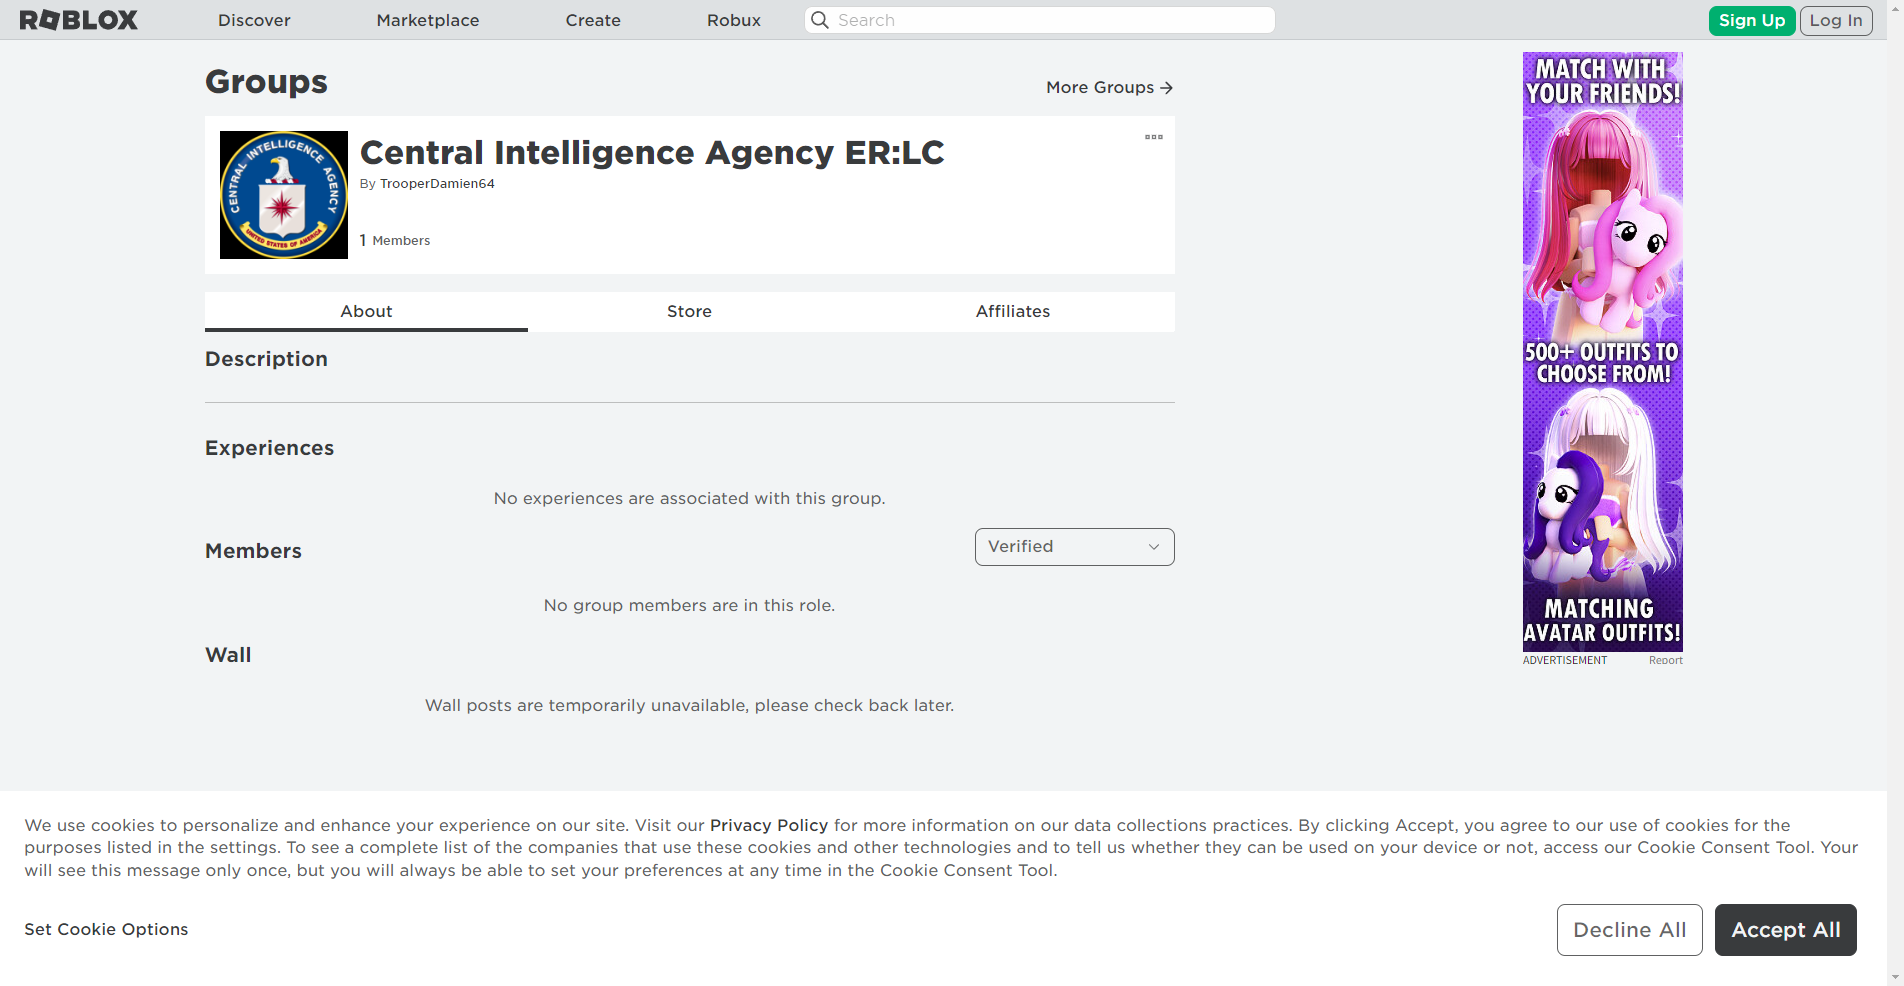 ROBLOX
Discover
Marketplace
Create
Robux
Search
Sign Up
Log In
Groups
More Groups →
CENTRAL INTELLIGENCE AGENCY
UNITED STATES OF AMERICA
Central Intelligence Agency ER:LC
By TrooperDamien64
1 Members
About
Store
Affiliates
Description
Experiences
No experiences are associated with this group.
Members
Verified
No group members are in this role.
Wall
Wall posts are temporarily unavailable, please check back later.
MATCH WITH
YOUR FRIENDS!
500+ OUTFITS TO
CHOOSE FROM!
MATCHING
AVATAR OUTFITS!
ADVERTISEMENT
Report
We use cookies to personalize and enhance your experience on our site. Visit our Privacy Policy for more information on our data collections practices. By clicking Accept, you agree to our use of cookies for the
purposes listed in the settings. To see a complete list of the companies that use these cookies and other technologies and to tell us whether they can be used on your device or not, access our Cookie Consent Tool. Your
will see this message only once, but you will always be able to set your preferences at any time in the Cookie Consent Tool.
Set Cookie Options
Decline All
Accept All